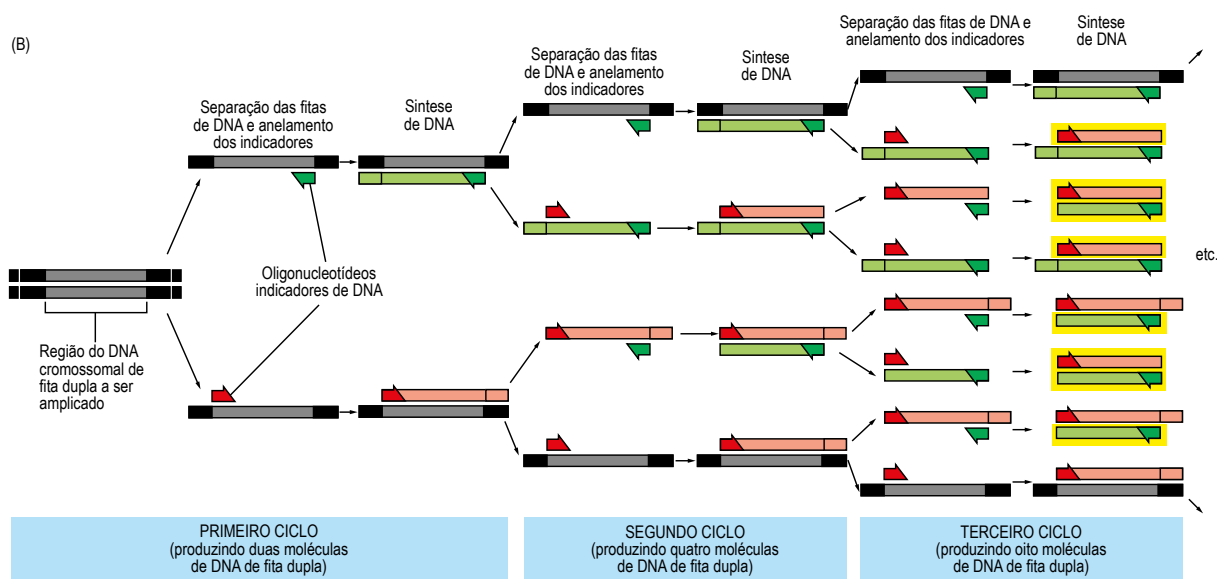 (B)
Separação das fitas
de DNA e anelamento
dos indicadores
Sintese
de DNA
Separação das fitas
de DNA e anelamento
dos indicadores
Sintese
de DNA
Separação das fitas de DNA e
anelamento dos indicadores
Sintese
de DNA
Oligonucleotídeos
indicadores de DNA
Região do DNA
cromossomal de
fita dupla a ser
amplicado
etc.
PRIMEIRO CICLO
(produzindo duas moléculas
de DNA de fita dupla)
SEGUNDO CICLO
(produzindo quatro moléculas
de DNA de fita dupla)
TERCEIRO CICLO
(produzindo oito moléculas
de DNA de fita dupla)